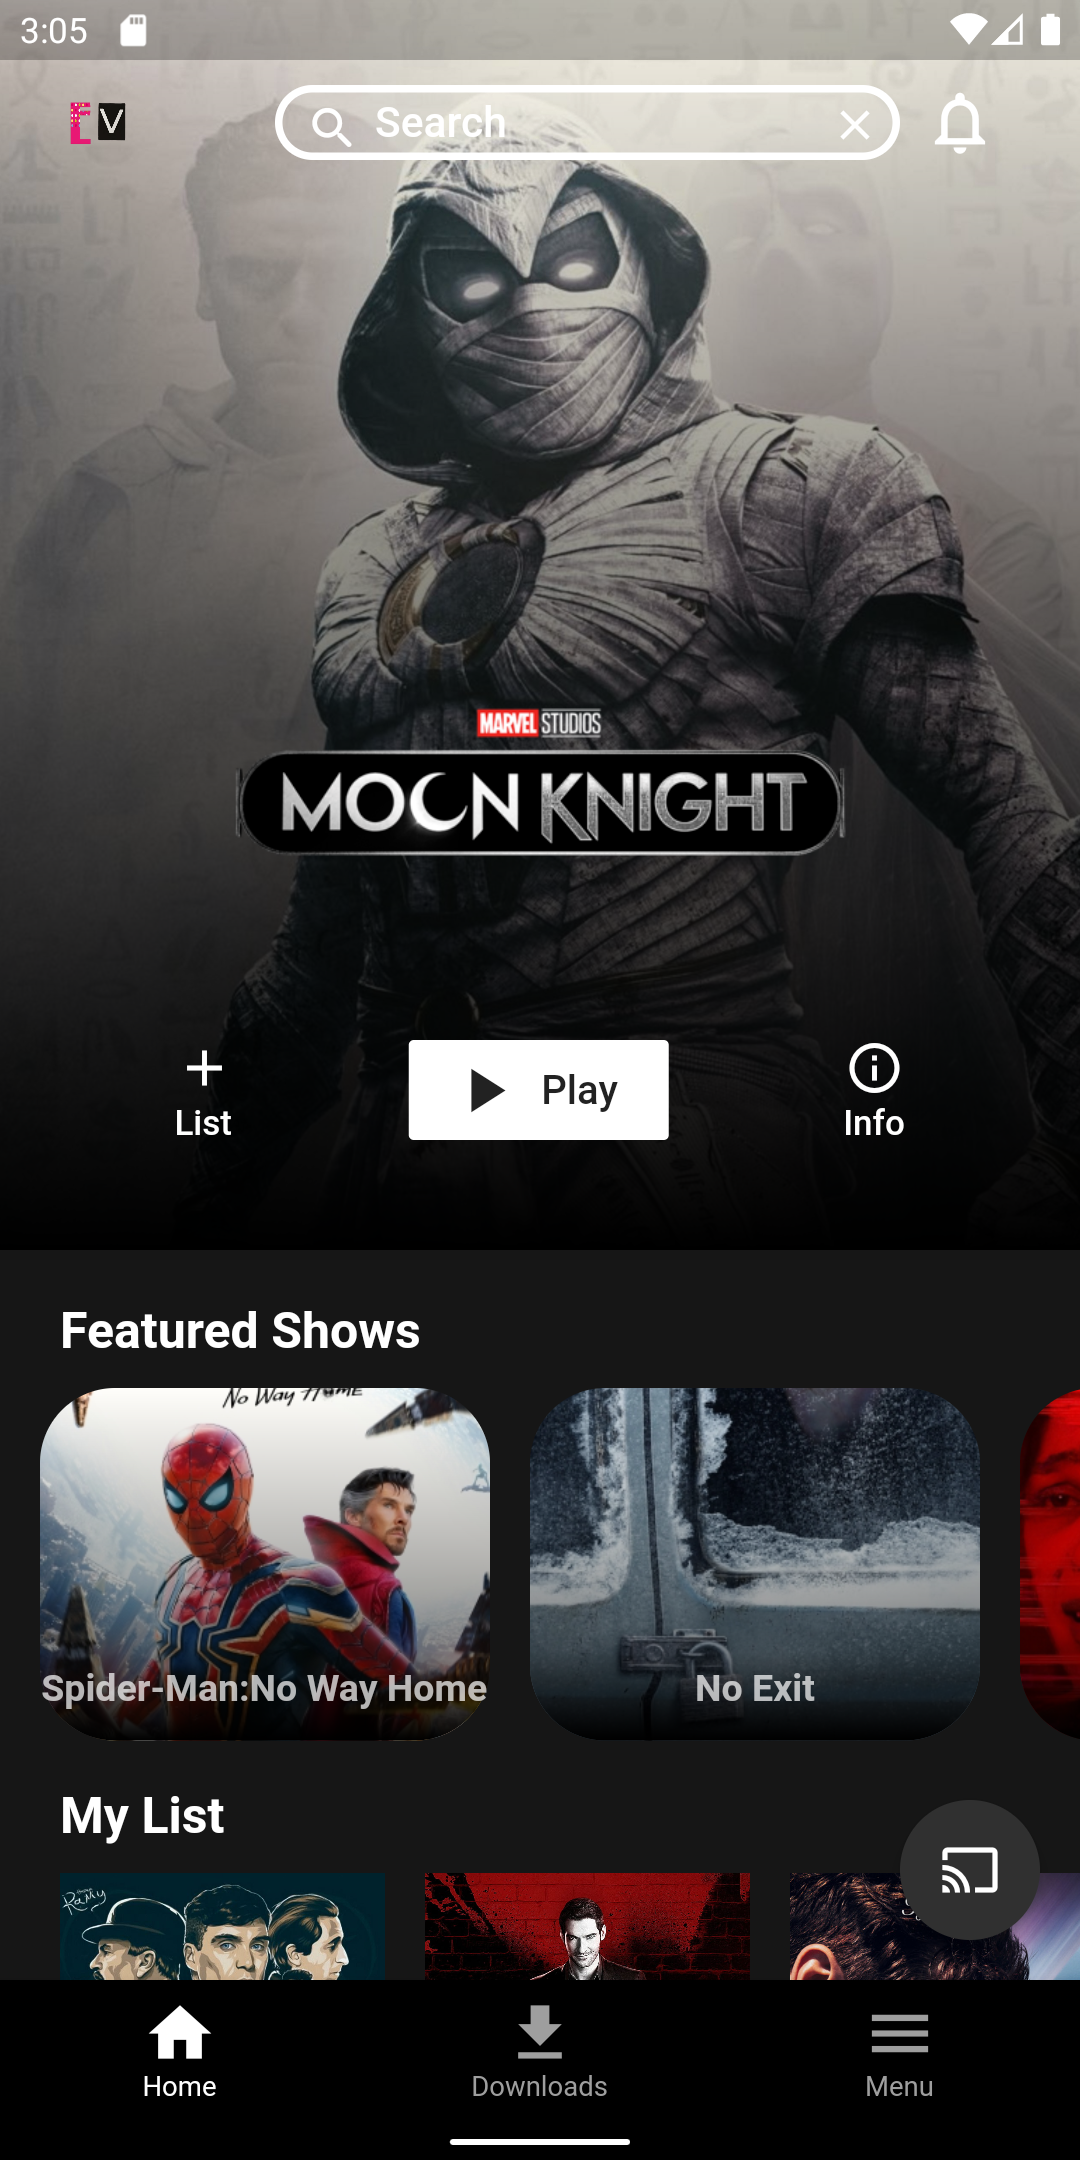 3:05
EV
Search
MARVEL STUDIOS
MOON KNIGHT
List
Play
Info
Featured Shows
No Way Home
Spider-Man:No Way Home
No Exit
My List
Ramy
Home
Downloads
Menu